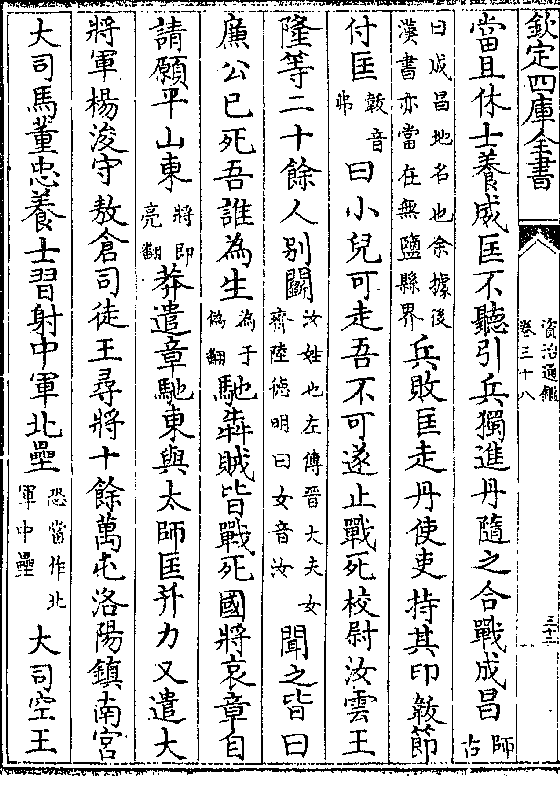 欽定四庫全書
資治通鑑
卷三十八
三十二
當且休士養威匡不聽引兵獨進丹隨之合戰成昌師古
曰成昌地名也余據後
漢書亦當在無鹽縣界兵敗匡走丹使吏持其印韍節
付匡韍音
弗曰小兒可走吾不可遂止戰死校尉汝雲王
隆等二十餘人别鬭汝姓也左傳晉大夫女
齊陸德明曰女音汝聞之皆曰
廉公已死吾誰為生為于
偽翻馳犇賊皆戰死國將哀章自
請願平山東將即
亮翻莽遣章馳東與太師匡并力又遣大
將軍楊浚守敖倉司徒王尋將十餘萬屯洛陽鎮南宫
大司馬董忠養士習射中軍北壘恐當作北
軍中壘大司空王